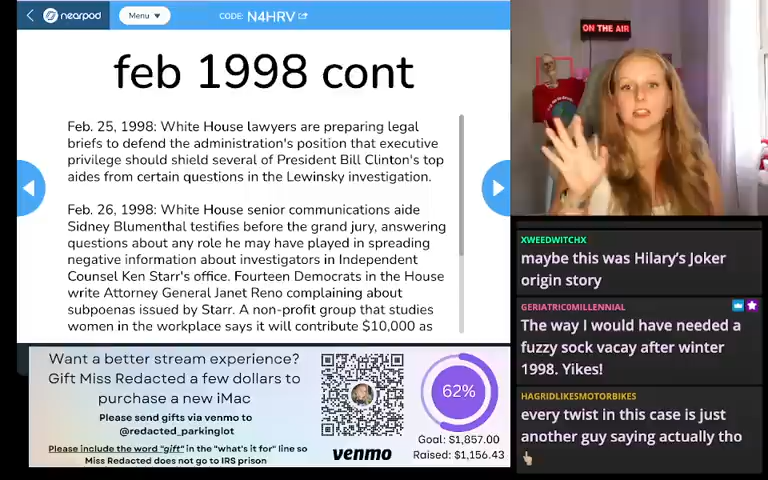 nearpod
Menu ▼
CODE: N4HRV
ON THE AIR
feb 1998 cont
Feb. 25, 1998: White House lawyers are preparing legal
briefs to defend the administration's position that executive
privilege should shield several of President Bill Clinton's top
aides from certain questions in the Lewinsky investigation.
Feb. 26, 1998: White House senior communications aide
Sidney Blumenthal testifies before the grand jury, answering
questions about any role he may have played in spreading
negative information about investigators in Independent
Counsel Ken Starr's office. Fourteen Democrats in the House
write Attorney General Janet Reno complaining about
subpoenas issued by Starr. A non-profit group that studies
women in the workplace says it will contribute $10,000 as
XWEEDWITCHX
maybe this was Hilary's Joker
origin story
GERIATRIC0MILLENNIAL
The way I would have needed a
fuzzy sock vacay after winter
1998. Yikes!
HAGRIDLIKESMOTORBIKES
every twist in this case is just
another guy saying actually tho
Want a better stream experience?
Gift Miss Redacted a few dollars to
purchase a new iMac
Please send gifts via venmo to
@redacted_parkinglot
Please include the word "gift" in the "what's it for" line so
Miss Redacted does not go to IRS prison
venmo
62%
Goal: $1,857.00
Raised: $1,156.43